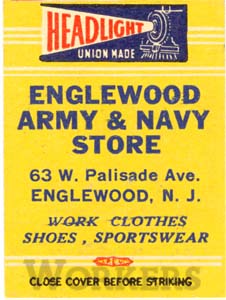 HEADLIGHT
UNION MADE
ENGLEWOOD
ARMY & NAVY
STORE
63 W. Palisade Ave.
ENGLEWOOD, N. J.
WORK CLOTHES
SHOES , SPORTSWEAR
WORKERS
CLOSE COVER BEFORE STRIKING